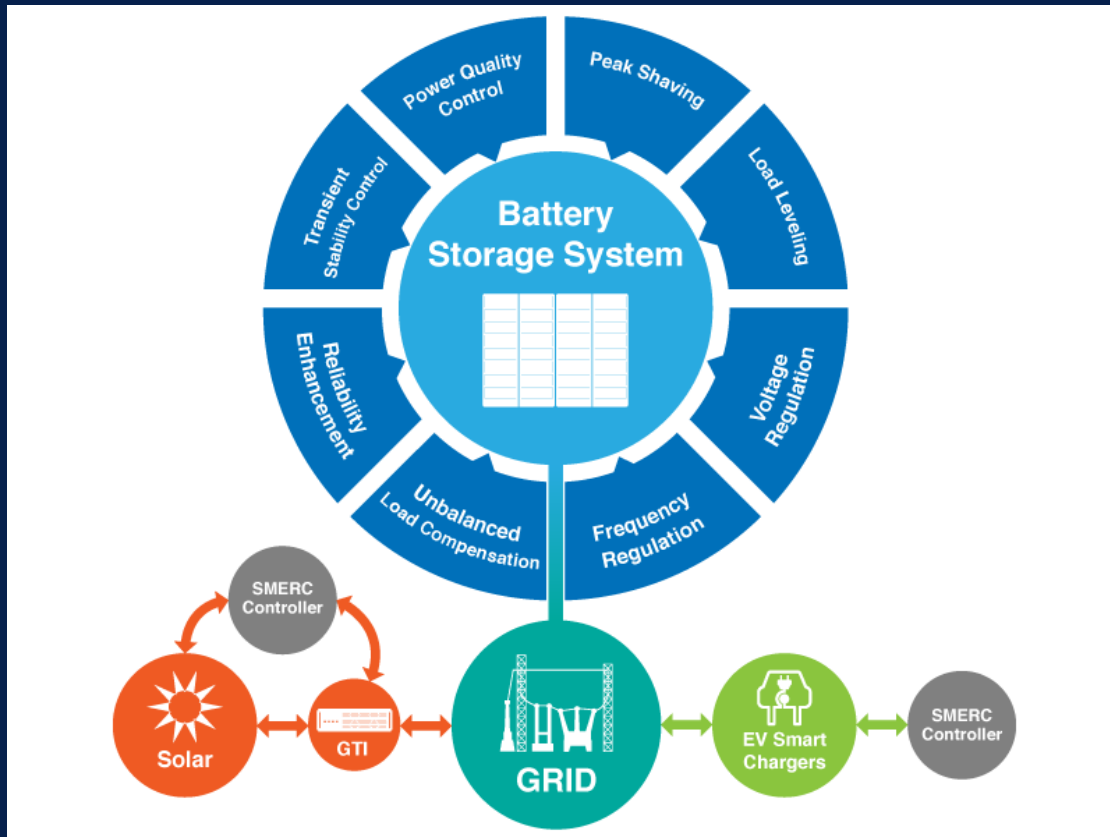 Power Quality
Control
Peak Shaving
Transient
Stability Control
Load Leveling
Battery
Storage System
Reliability
Enhancement
Voltage
Regulation
Unbalanced
Load Compensation
Frequency
Regulation
SMERC
Controller
Solar
GTI
GRID
EV Smart
Chargers
SMERC
Controller